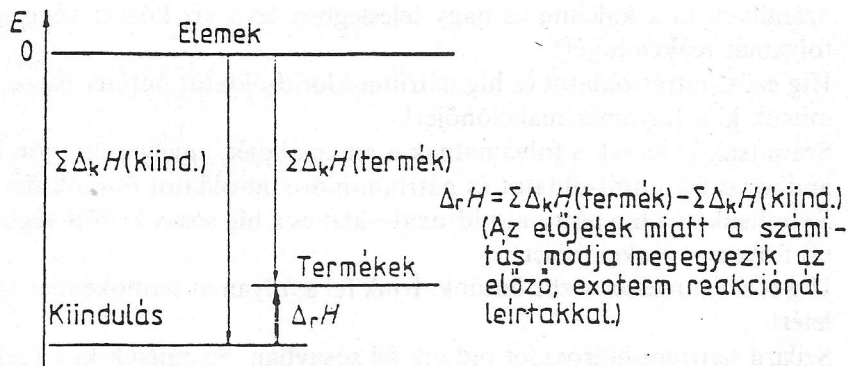 E
Elemek
0
ΣΔₖH(kiind.)
ΣΔₖH(termék)
ΔᵣH = ΣΔₖH(termék) - ΣΔₖH(kiind.)
(Az előjelek miatt a számí-
tás módja megegyezik az
előző, exoterm reakciónál
leírtakkal.)
Termékek
Kiindulás
ΔᵣH